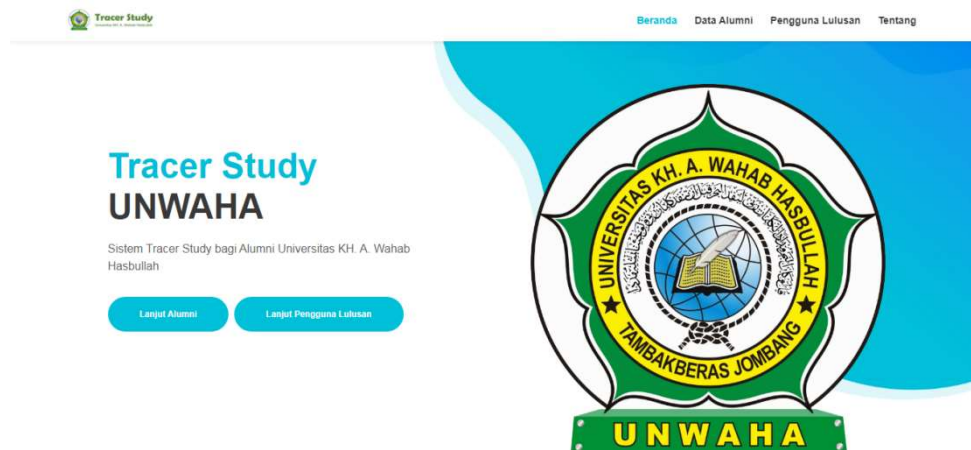 Tracer Study
Beranda Data Alumni Pengguna Lulusan Tentang
Tracer Study
UNWAHA
Sistem Tracer Study bagi Alumni Universitas KH. A. Wahab
Hasbullah
Lanjut Alumni Lanjut Pengguna Lulusan
UNIVERSITAS KH. A. WAHAB HASBULLAH
TAMBAKBERAS JOMBANG
UNWAHA